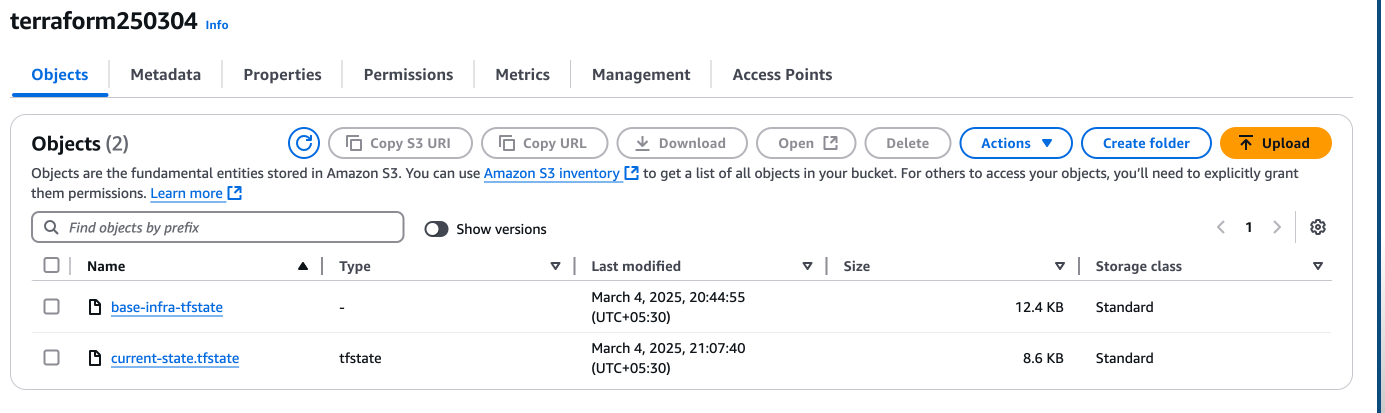 terraform250304 Info
Objects Metadata Properties Permissions Metrics Management Access Points
Objects (2) Copy S3 URI Copy URL Download Open Delete Actions Create folder Upload
Objects are the fundamental entities stored in Amazon S3. You can use Amazon S3 inventory to get a list of all objects in your bucket. For others to access your objects, you'll need to explicitly grant
them permissions. Learn more
Find objects by prefix Show versions 1
Name Type Last modified Size Storage class
base-infra-tfstate - March 4, 2025, 20:44:55 (UTC+05:30) 12.4 KB Standard
current-state.tfstate tfstate March 4, 2025, 21:07:40 (UTC+05:30) 8.6 KB Standard